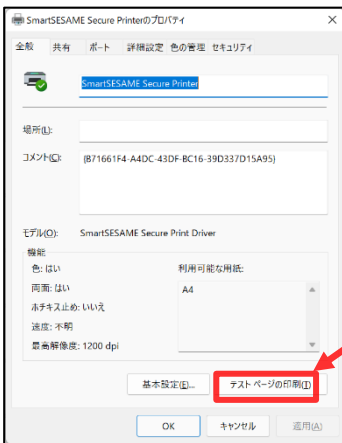 SmartSESAME Secure Printerのプロパティ
全般 共有 ポート 詳細設定 色の管理 セキュリティ
SmartSESAME Secure Printer
場所(L):
コメント(C): {B71661F4-A4DC-43DF-BC16-39D337D15A95}
モデル(O): SmartSESAME Secure Print Driver
機能
色: はい 利用可能な用紙:
両面: はい A4
ホチキス止め: いいえ
速度: 不明
最高解像度: 1200 dpi
基本設定(E)... テスト ページの印刷(T)
OK キャンセル 適用(A)